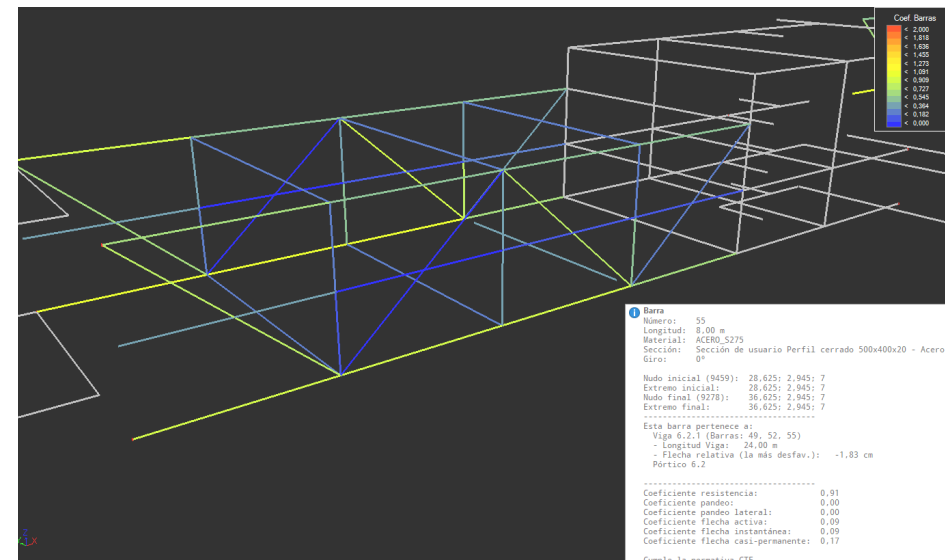 Coef. Barras
< 2,000
< 1,818
< 1,636
< 1,455
< 1,273
< 1,091
< 0,909
< 0,727
< 0,545
< 0,364
< 0,182
< 0,000
Barra
Número: 55
Longitud: 8,00 m
Material: ACERO_S275
Sección: Sección de usuario Perfil cerrado 500x400x20 - Acero
Giro: 0º
Nudo inicial (9459): 28,625; 2,945; 7
Extremo inicial: 28,625; 2,945; 7
Nudo final (9278): 36,625; 2,945; 7
Extremo final: 36,625; 2,945; 7
----------------------------------
Esta barra pertenece a:
Viga 6.2.1 (Barras: 49, 52, 55)
- Longitud Viga: 24,00 m
- Flecha relativa (la más desfav.): -1,83 cm
Pórtico 6.2
----------------------------------
Coeficiente resistencia: 0,91
Coeficiente pandeo: 0,00
Coeficiente pandeo lateral: 0,00
Coeficiente flecha activa: 0,09
Coeficiente flecha instantánea: 0,09
Coeficiente flecha casi-permanente: 0,17
Cumple la normativa CTE